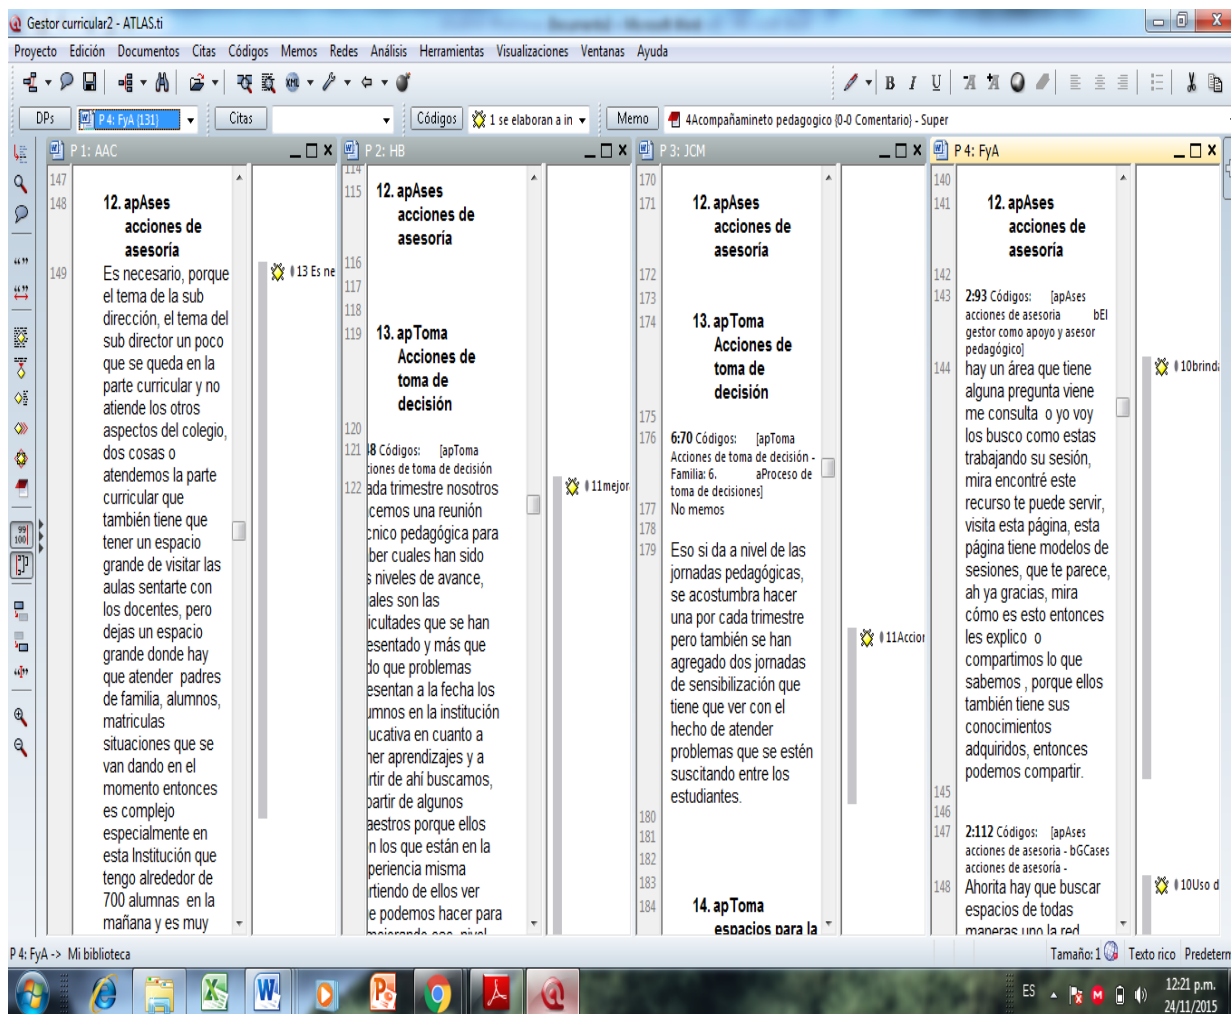 Gestor curricular2 - ATLAS.ti
Proyecto Edición Documentos Citas Códigos Memos Redes Análisis Herramientas Visualizaciones Ventanas Ayuda
B I U
DPs P 4: FyA {131} Citas Códigos 1 se elaboran a in Memo 4Acompañamineto pedagogico {0-0 Comentario} - Super
P 1: AAC
147
148 12. apAses
acciones de
asesoría
149 Es necesario, porque
el tema de la sub
dirección, el tema del
sub director un poco
que se queda en la
parte curricular y no
atiende los otros
aspectos del colegio,
dos cosas o
atendemos la parte
curricular que
también tiene que
tener un espacio
grande de visitar las
aulas sentarte con
los docentes, pero
dejas un espacio
grande donde hay
que atender padres
de familia, alumnos,
matriculas
situaciones que se
van dando en el
momento entonces
es complejo
especialmente en
esta Institución que
tengo alrededor de
700 alumnas en la
mañana y es muy
13 Es ne
P 2: HB
114
115 12. apAses
acciones de
asesoría
116
117
118
119 13. apToma
Acciones de
toma de
decisión
120
121 48 Códigos: [apToma
ciones de toma de decisión
122 ada trimestre nosotros
cemos una reunión
cnico pedagógica para
ber cuales han sido
s niveles de avance,
ales son las
icultades que se han
esentado y más que
do que problemas
esentan a la fecha los
umnos en la institución
ucativa en cuanto a
ner aprendizajes y a
rtir de ahí buscamos,
partir de algunos
aestros porque ellos
n los que están en la
periencia misma
rtiendo de ellos ver
e podemos hacer para
mejorando ese nivel
11mejor
P 3: JCM
170
171 12. apAses
acciones de
asesoría
172
173
174 13. apToma
Acciones de
toma de
decisión
175
176 6:70 Códigos: [apToma
Acciones de toma de decisión -
Familia: 6. aProceso de
toma de decisiones]
177 No memos
178
179 Eso si da a nivel de las
jornadas pedagógicas,
se acostumbra hacer
una por cada trimestre
pero también se han
agregado dos jornadas
de sensibilización que
tiene que ver con el
hecho de atender
problemas que se estén
suscitando entre los
estudiantes.
180
181
182
183
184 14. apToma
espacios para la
11Accior
P 4: FyA
140
141 12. apAses
acciones de
asesoría
142
143 2:93 Códigos: [apAses
acciones de asesoria bEl
gestor como apoyo y asesor
pedagógico]
144 hay un área que tiene
alguna pregunta viene
me consulta o yo voy
los busco como estas
trabajando su sesión,
mira encontré este
recurso te puede servir,
visita esta página, esta
página tiene modelos de
sesiones, que te parece,
ah ya gracias, mira
cómo es esto entonces
les explico o
compartimos lo que
sabemos , porque ellos
también tiene sus
conocimientos
adquiridos, entonces
podemos compartir.
145
146
147 2:112 Códigos: [apAses
acciones de asesoria - bGCases
acciones de asesoría -
148 Ahorita hay que buscar
espacios de todas
maneras uno la red
10brinda
10Uso d
P 4: FyA -> Mi biblioteca
Tamaño: 1 Texto rico Predetern
ES
12:21 p.m.
24/11/2015